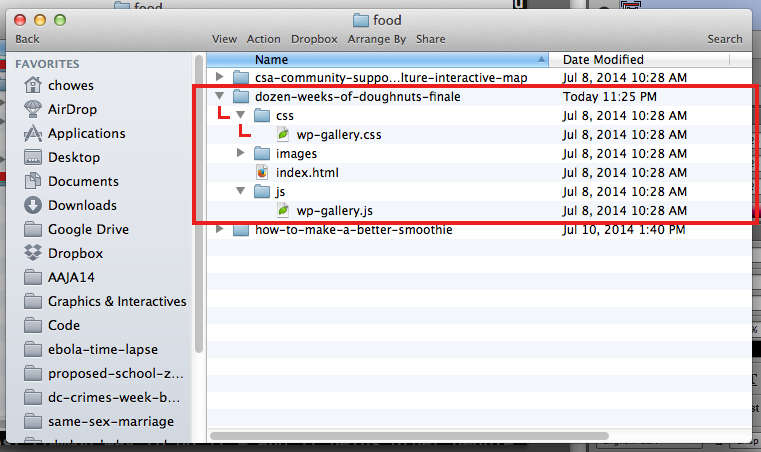 food
food
Back
View Action Dropbox Arrange By Share Search
FAVORITES
chowes
AirDrop
Applications
Desktop
Documents
Downloads
Google Drive
Dropbox
AAJA14
Graphics & Interactives
Code
ebola-time-lapse
proposed-school-z...
dc-crimes-week-b...
same-sex-marriage
Name Date Modified
csa-community-suppo...lture-interactive-map Jul 8, 2014 10:28 AM
dozen-weeks-of-doughnuts-finale Today 11:25 PM
css Jul 8, 2014 10:28 AM
wp-gallery.css Jul 8, 2014 10:28 AM
images Jul 8, 2014 10:28 AM
index.html Jul 8, 2014 10:28 AM
js Jul 8, 2014 10:28 AM
wp-gallery.js Jul 8, 2014 10:28 AM
how-to-make-a-better-smoothie Jul 10, 2014 1:40 PM